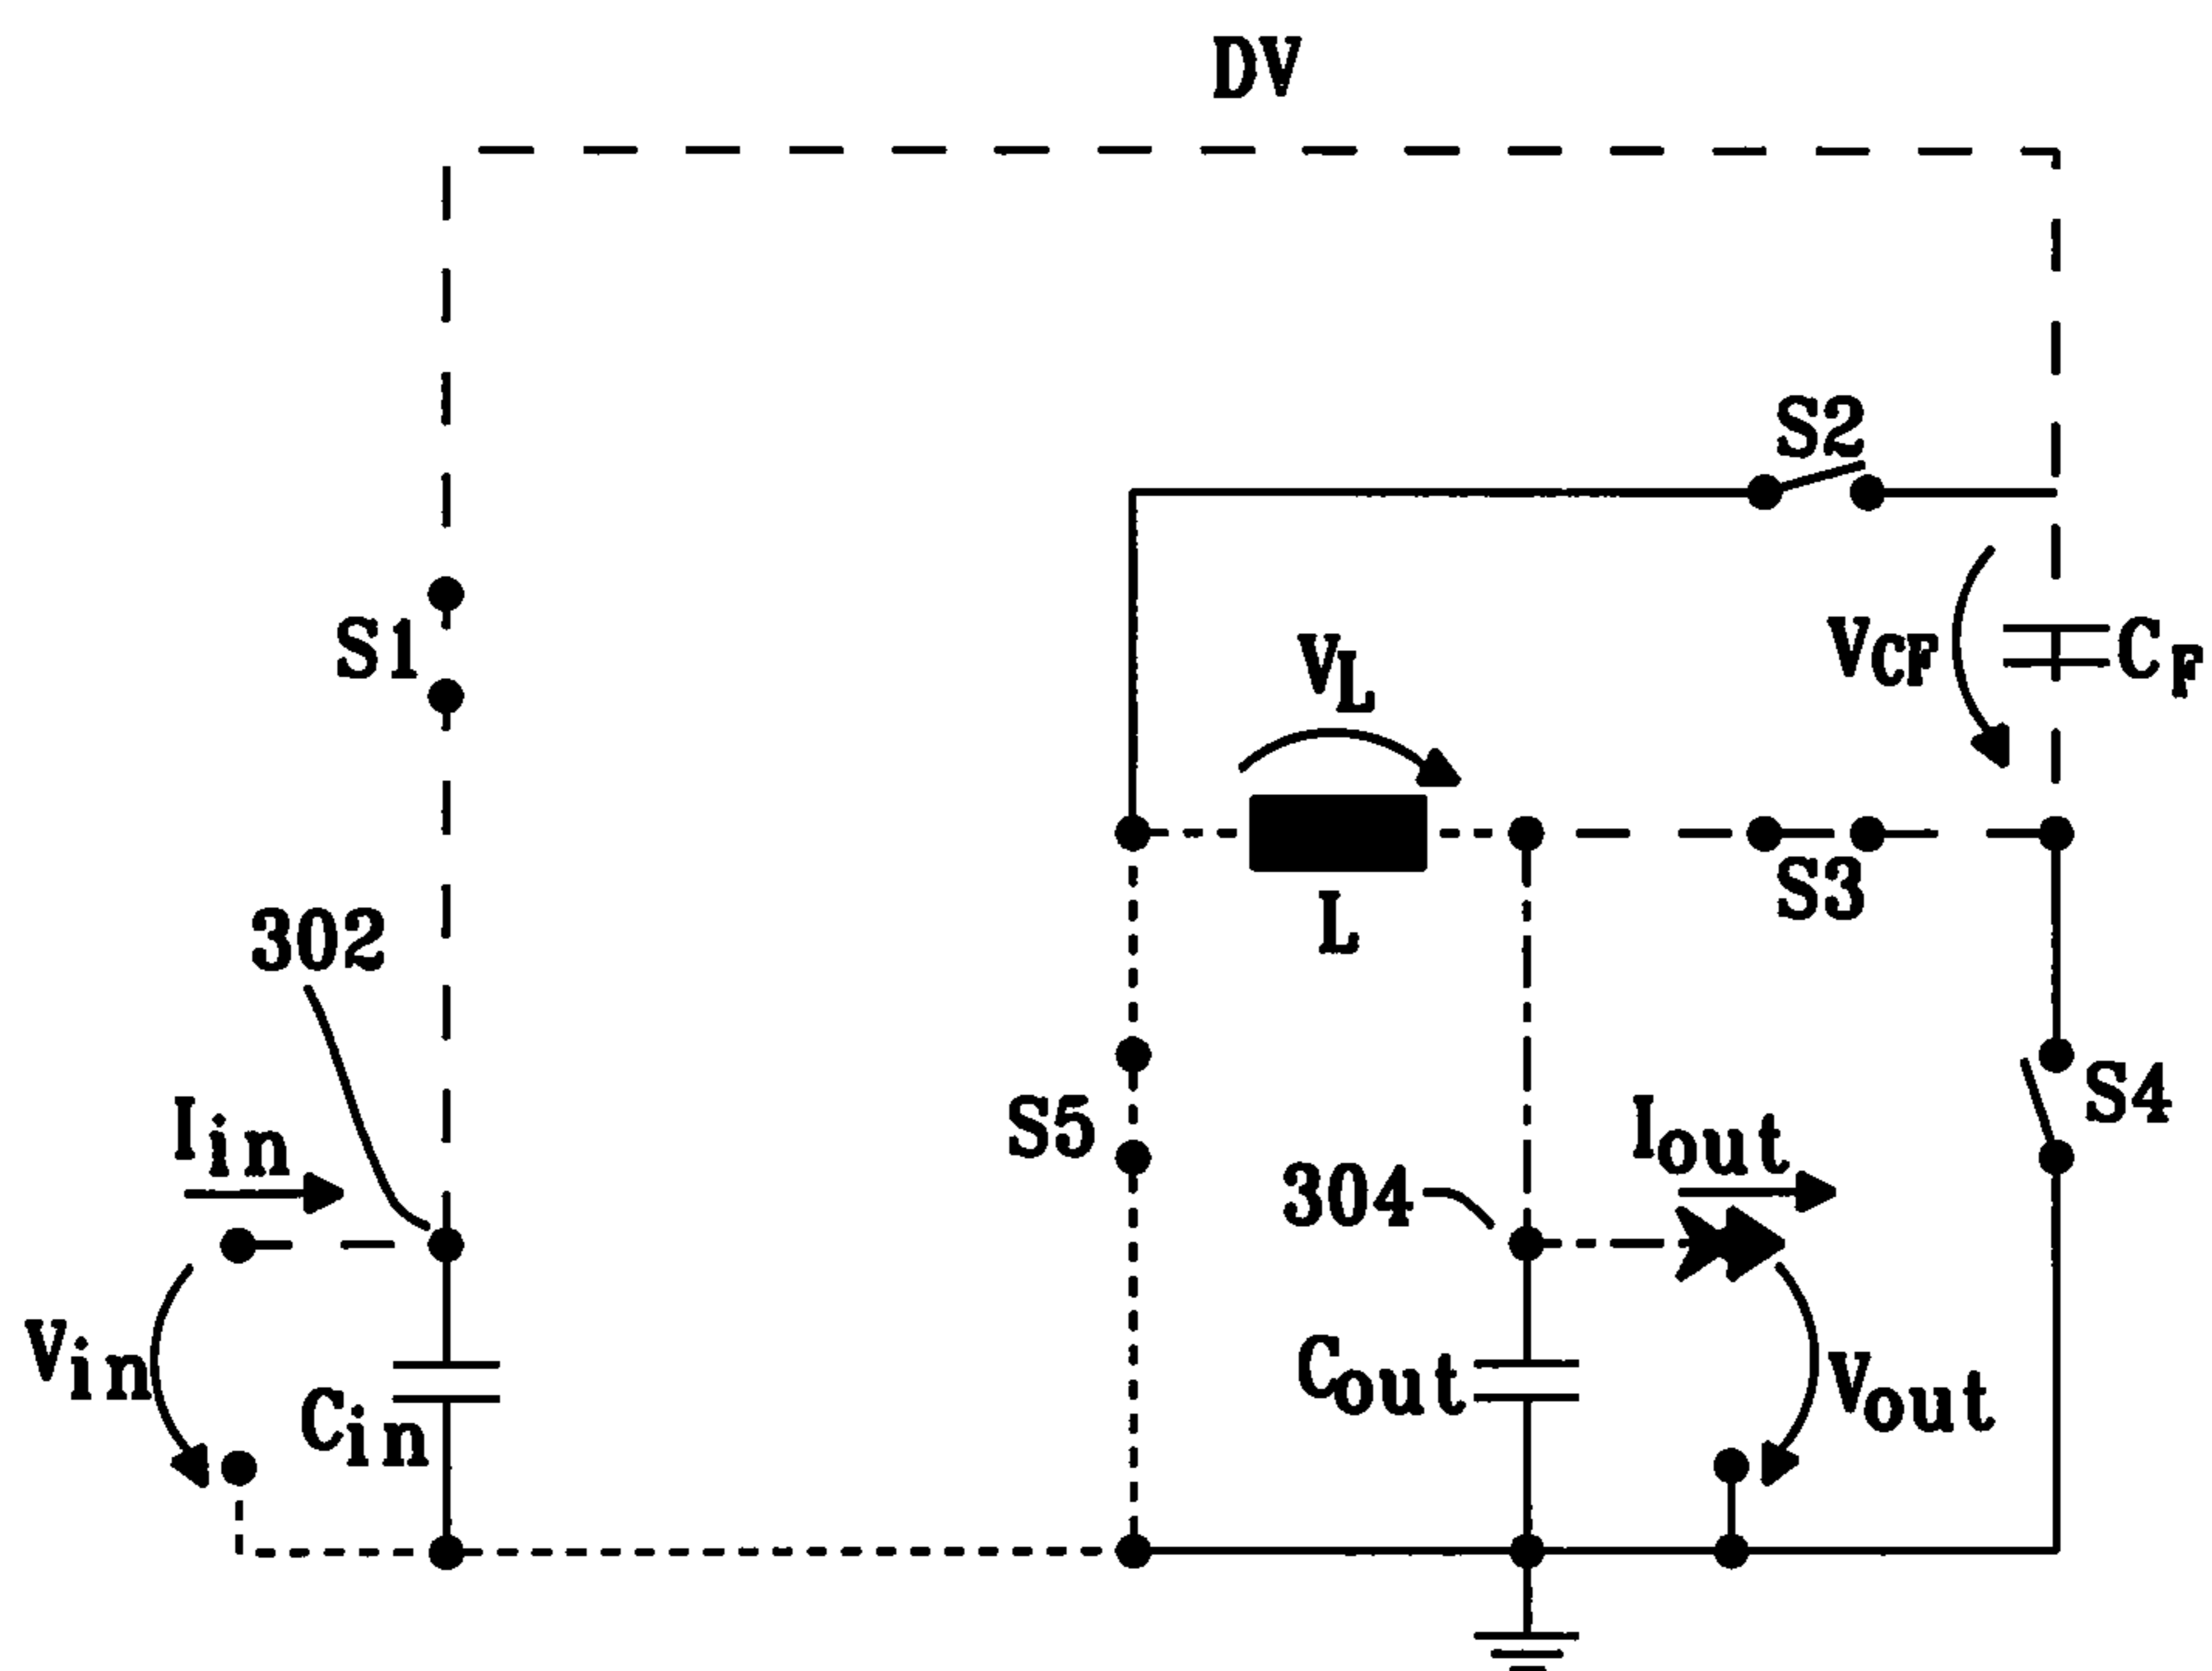 DV
S2
S1
VL
VCF
CF
S3
L
302
S5
S4
Iin
Iout
304
Vin
Cin
Cout
Vout